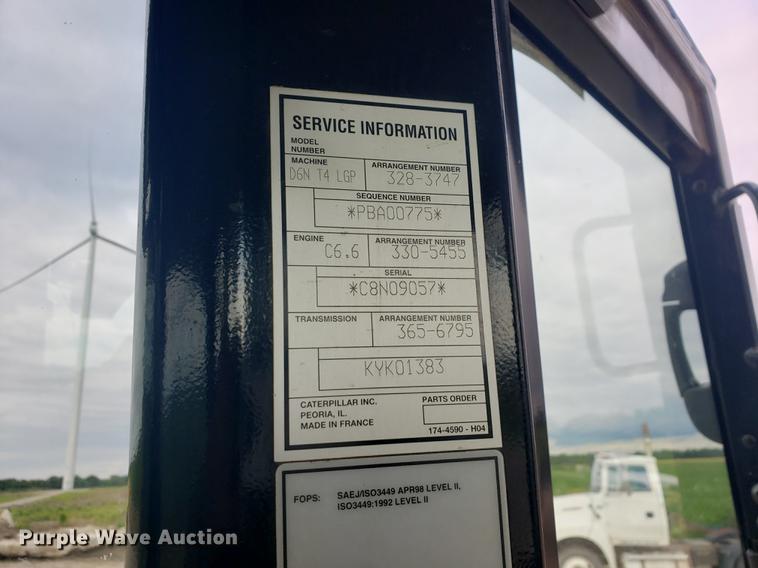 SERVICE INFORMATION
MODEL
NUMBER
MACHINE
D6N T4 LGP
ARRANGEMENT NUMBER
328-3747
SEQUENCE NUMBER
*PBA00775*
ENGINE
C6.6
ARRANGEMENT NUMBER
330-5455
SERIAL
*C8N09057*
TRANSMISSION
ARRANGEMENT NUMBER
365-6795
KYK01383
CATERPILLAR INC.
PEORIA, IL.
MADE IN FRANCE
PARTS ORDER
174-4590 - H04
FOPS: SAEJ/ISO3449 APR98 LEVEL II,
ISO3449:1992 LEVEL II
Purple Wave Auction